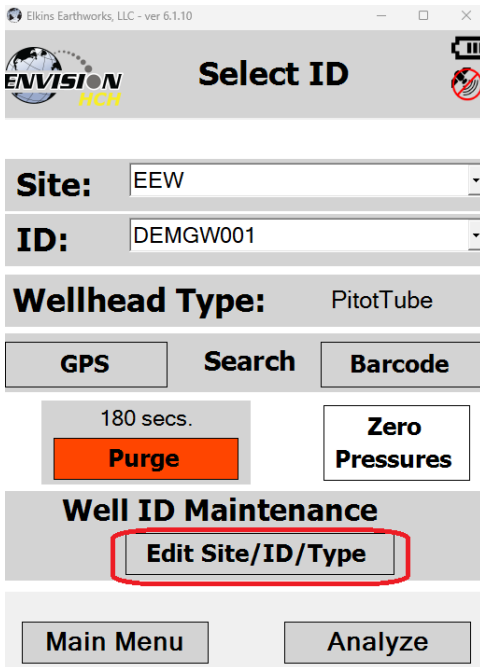 Elkins Earthworks, LLC - ver 6.1.10
ENVISION
HCH
Select ID
Site: EEW
ID: DEMGW001
Wellhead Type: PitotTube
GPS Search Barcode
180 secs.
Purge
Zero
Pressures
Well ID Maintenance
Edit Site/ID/Type
Main Menu Analyze